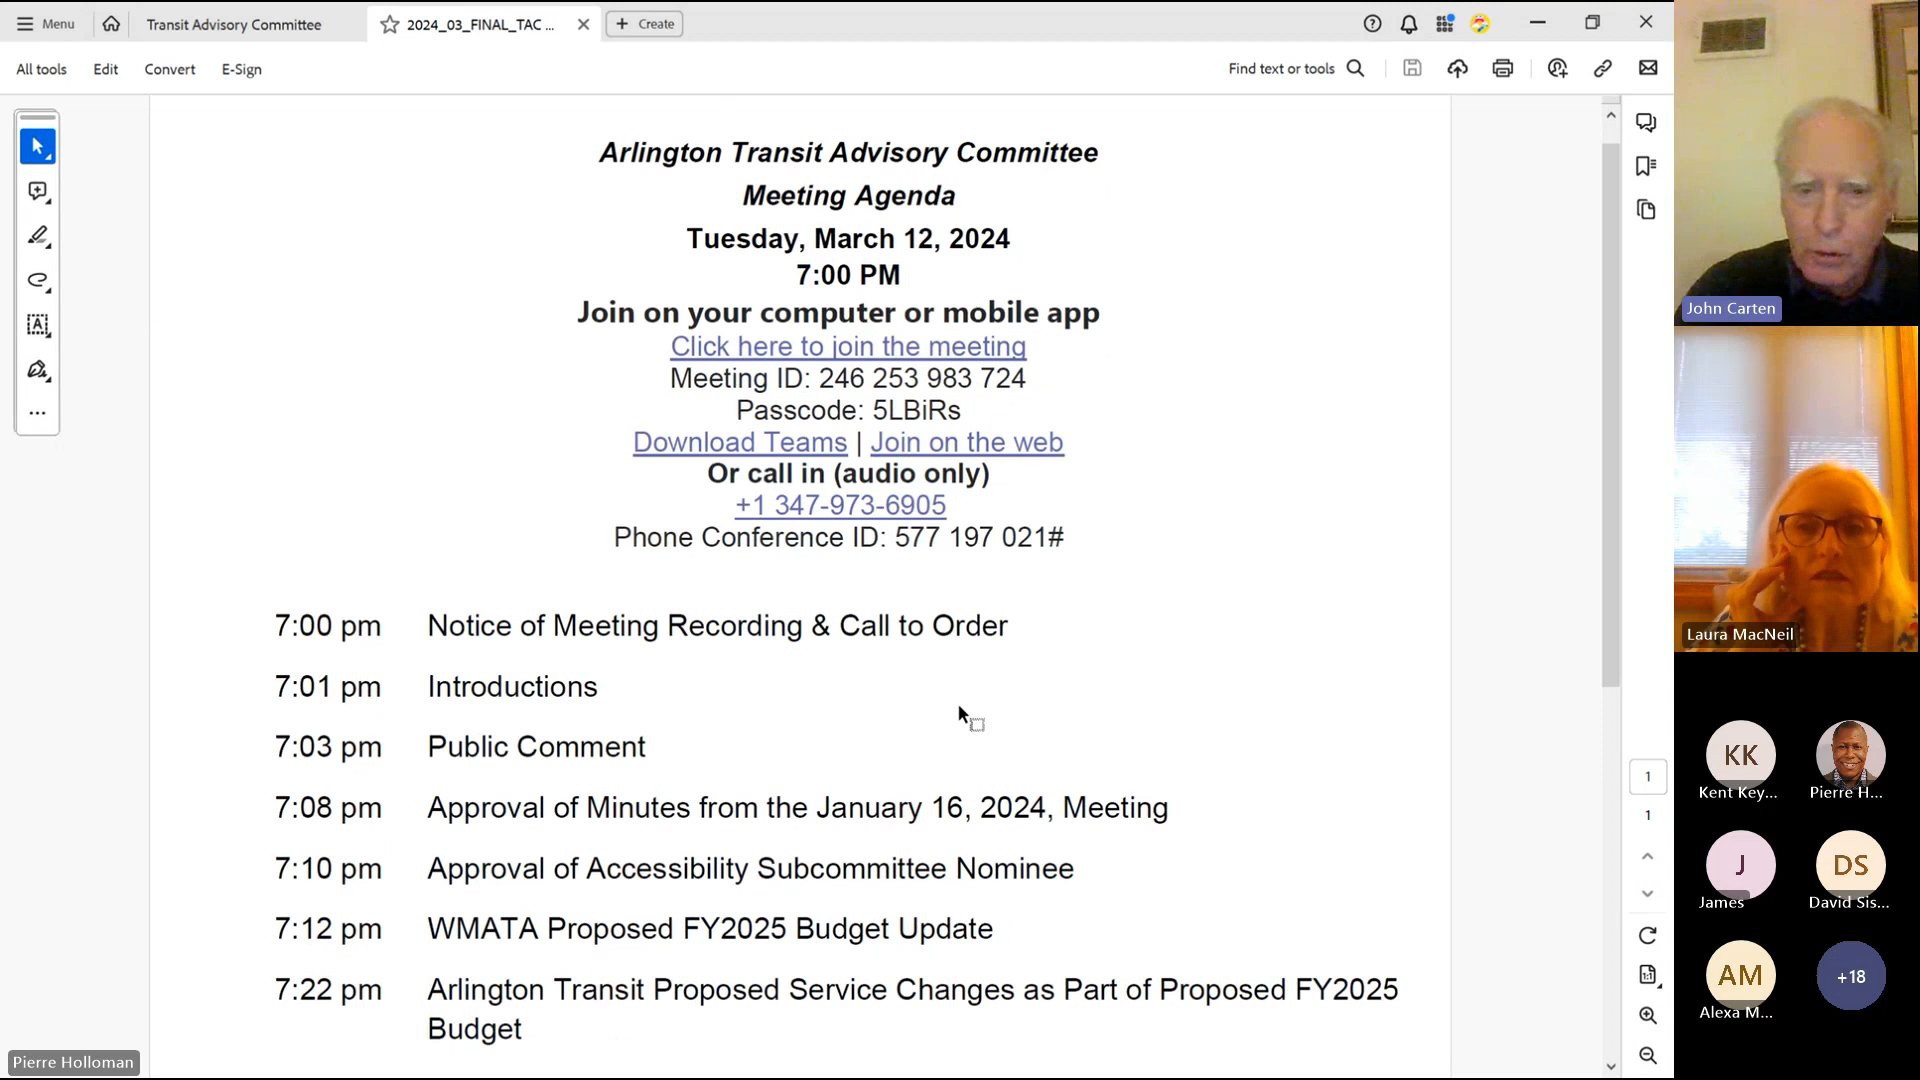 Menu
Transit Advisory Committee
2024_03_FINAL_TAC ...
Create
All tools
Edit
Convert
E-Sign
Find text or tools
Arlington Transit Advisory Committee
Meeting Agenda
Tuesday, March 12, 2024
7:00 PM
Join on your computer or mobile app
Click here to join the meeting
Meeting ID: 246 253 983 724
Passcode: 5LBiRs
Download Teams | Join on the web
Or call in (audio only)
+1 347-973-6905
Phone Conference ID: 577 197 021#
7:00 pm Notice of Meeting Recording & Call to Order
7:01 pm Introductions
7:03 pm Public Comment
7:08 pm Approval of Minutes from the January 16, 2024, Meeting
7:10 pm Approval of Accessibility Subcommittee Nominee
7:12 pm WMATA Proposed FY2025 Budget Update
7:22 pm Arlington Transit Proposed Service Changes as Part of Proposed FY2025
Budget
Pierre Holloman
1
1
1:1
John Carten
Laura MacNeil
KK
Kent Key...
Pierre H...
J
James
DS
David Sis...
AM
Alexa M...
+18